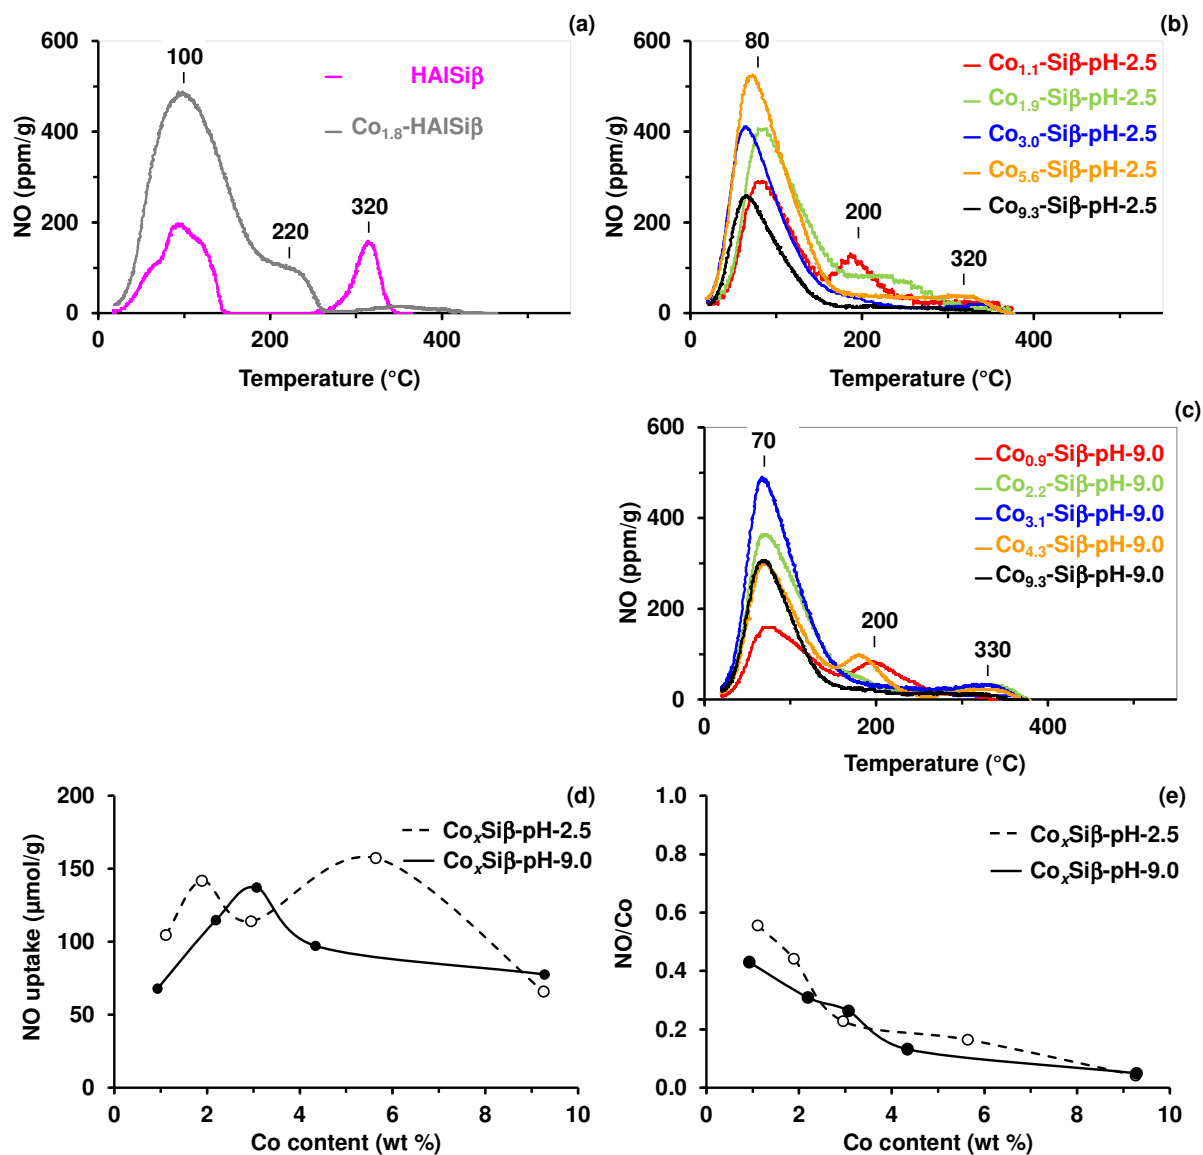 (a)
600
400
200
0
NO (ppm/g)
100
220
320
HAlSiβ
Co1.8-HAlSiβ
0
200
400
Temperature (°C)
(b)
600
400
200
0
NO (ppm/g)
80
200
320
Co1.1-Siβ-pH-2.5
Co1.9-Siβ-pH-2.5
Co3.0-Siβ-pH-2.5
Co5.6-Siβ-pH-2.5
Co9.3-Siβ-pH-2.5
0
200
400
Temperature (°C)
(c)
600
400
200
0
NO (ppm/g)
70
200
330
Co0.9-Siβ-pH-9.0
Co2.2-Siβ-pH-9.0
Co3.1-Siβ-pH-9.0
Co4.3-Siβ-pH-9.0
Co9.3-Siβ-pH-9.0
0
200
400
Temperature (°C)
(d)
200
150
100
50
0
NO uptake (μmol/g)
CoxSiβ-pH-2.5
CoxSiβ-pH-9.0
0
2
4
6
8
10
Co content (wt %)
(e)
1.0
0.8
0.6
0.4
0.2
0.0
NO/Co
CoxSiβ-pH-2.5
CoxSiβ-pH-9.0
0
2
4
6
8
10
Co content (wt %)